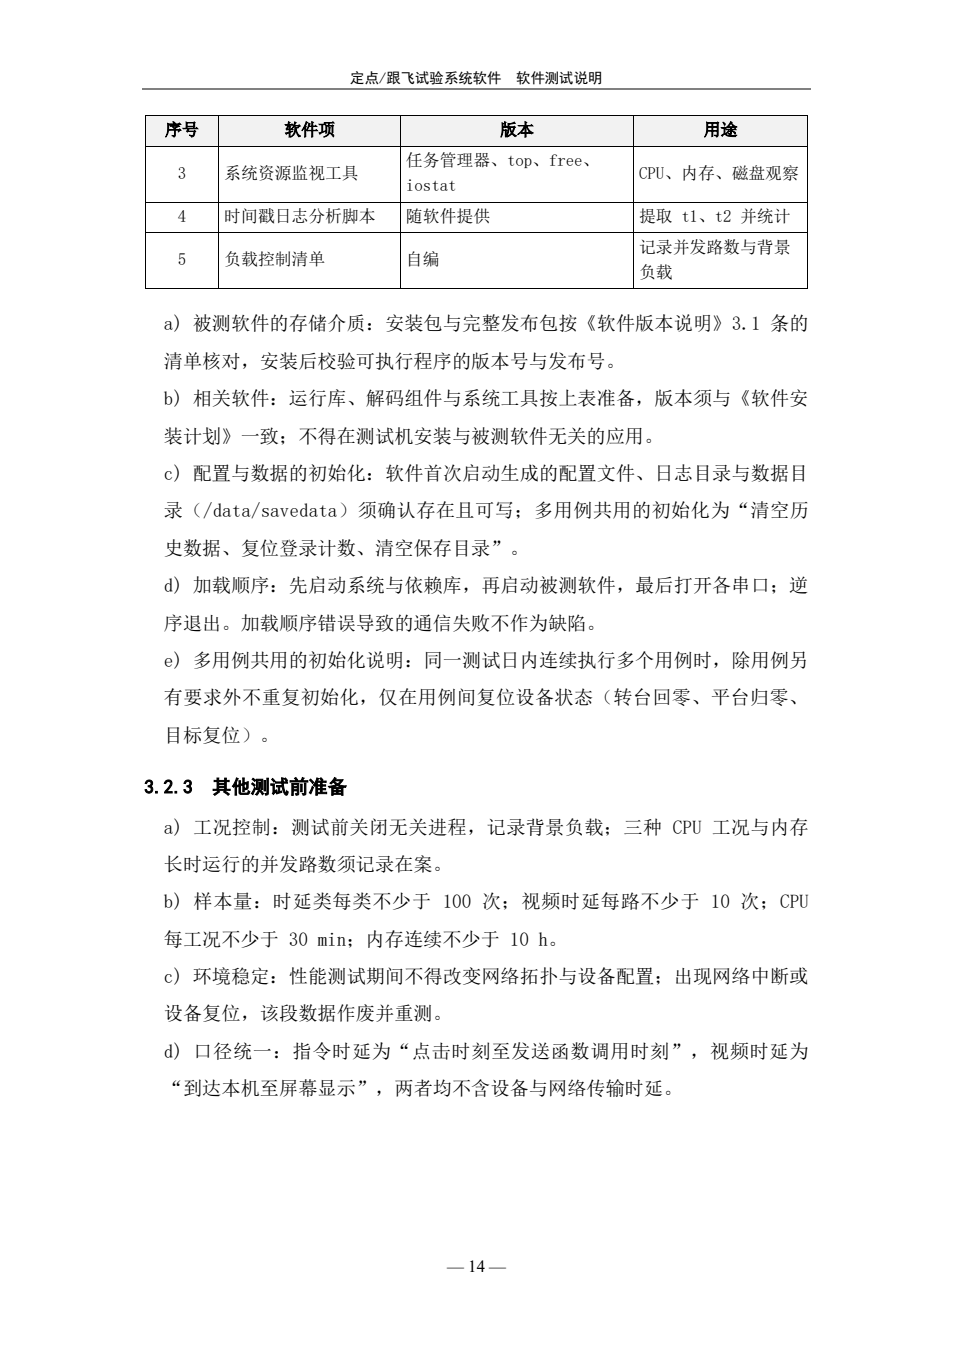 定点/跟飞试验系统软件　软件测试说明
序号 软件项 版本 用途
3 系统资源监视工具 任务管理器、top、free、iostat CPU、内存、磁盘观察
4 时间戳日志分析脚本 随软件提供 提取 t1、t2 并统计
5 负载控制清单 自编 记录并发路数与背景负载
a) 被测软件的存储介质：安装包与完整发布包按《软件版本说明》3.1 条的
清单核对，安装后校验可执行程序的版本号与发布号。
b) 相关软件：运行库、解码组件与系统工具按上表准备，版本须与《软件安
装计划》一致；不得在测试机安装与被测软件无关的应用。
c) 配置与数据的初始化：软件首次启动生成的配置文件、日志目录与数据目
录（/data/savedata）须确认存在且可写；多用例共用的初始化为“清空历
史数据、复位登录计数、清空保存目录”。
d) 加载顺序：先启动系统与依赖库，再启动被测软件，最后打开各串口；逆
序退出。加载顺序错误导致的通信失败不作为缺陷。
e) 多用例共用的初始化说明：同一测试日内连续执行多个用例时，除用例另
有要求外不重复初始化，仅在用例间复位设备状态（转台回零、平台归零、
目标复位）。
3.2.3　其他测试前准备
a) 工况控制：测试前关闭无关进程，记录背景负载；三种 CPU 工况与内存
长时运行的并发路数须记录在案。
b) 样本量：时延类每类不少于 100 次；视频时延每路不少于 10 次；CPU
每工况不少于 30 min；内存连续不少于 10 h。
c) 环境稳定：性能测试期间不得改变网络拓扑与设备配置；出现网络中断或
设备复位，该段数据作废并重测。
d) 口径统一：指令时延为“点击时刻至发送函数调用时刻”，视频时延为
“到达本机至屏幕显示”，两者均不含设备与网络传输时延。
— 14 —